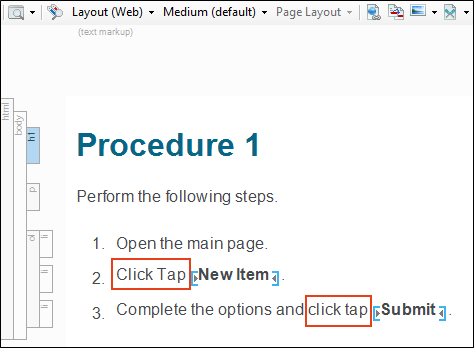 Layout (Web) Medium (default) Page Layout
(text markup)
html
body
h1
Procedure 1
p
Perform the following steps.
ol
li
1. Open the main page.
li
2. Click Tap New Item .
li
3. Complete the options and click tap Submit .